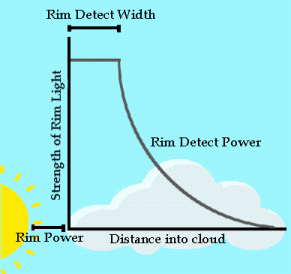 Rim Detect Width
Strength of Rim Light
Rim Detect Power
Rim Power
Distance into cloud